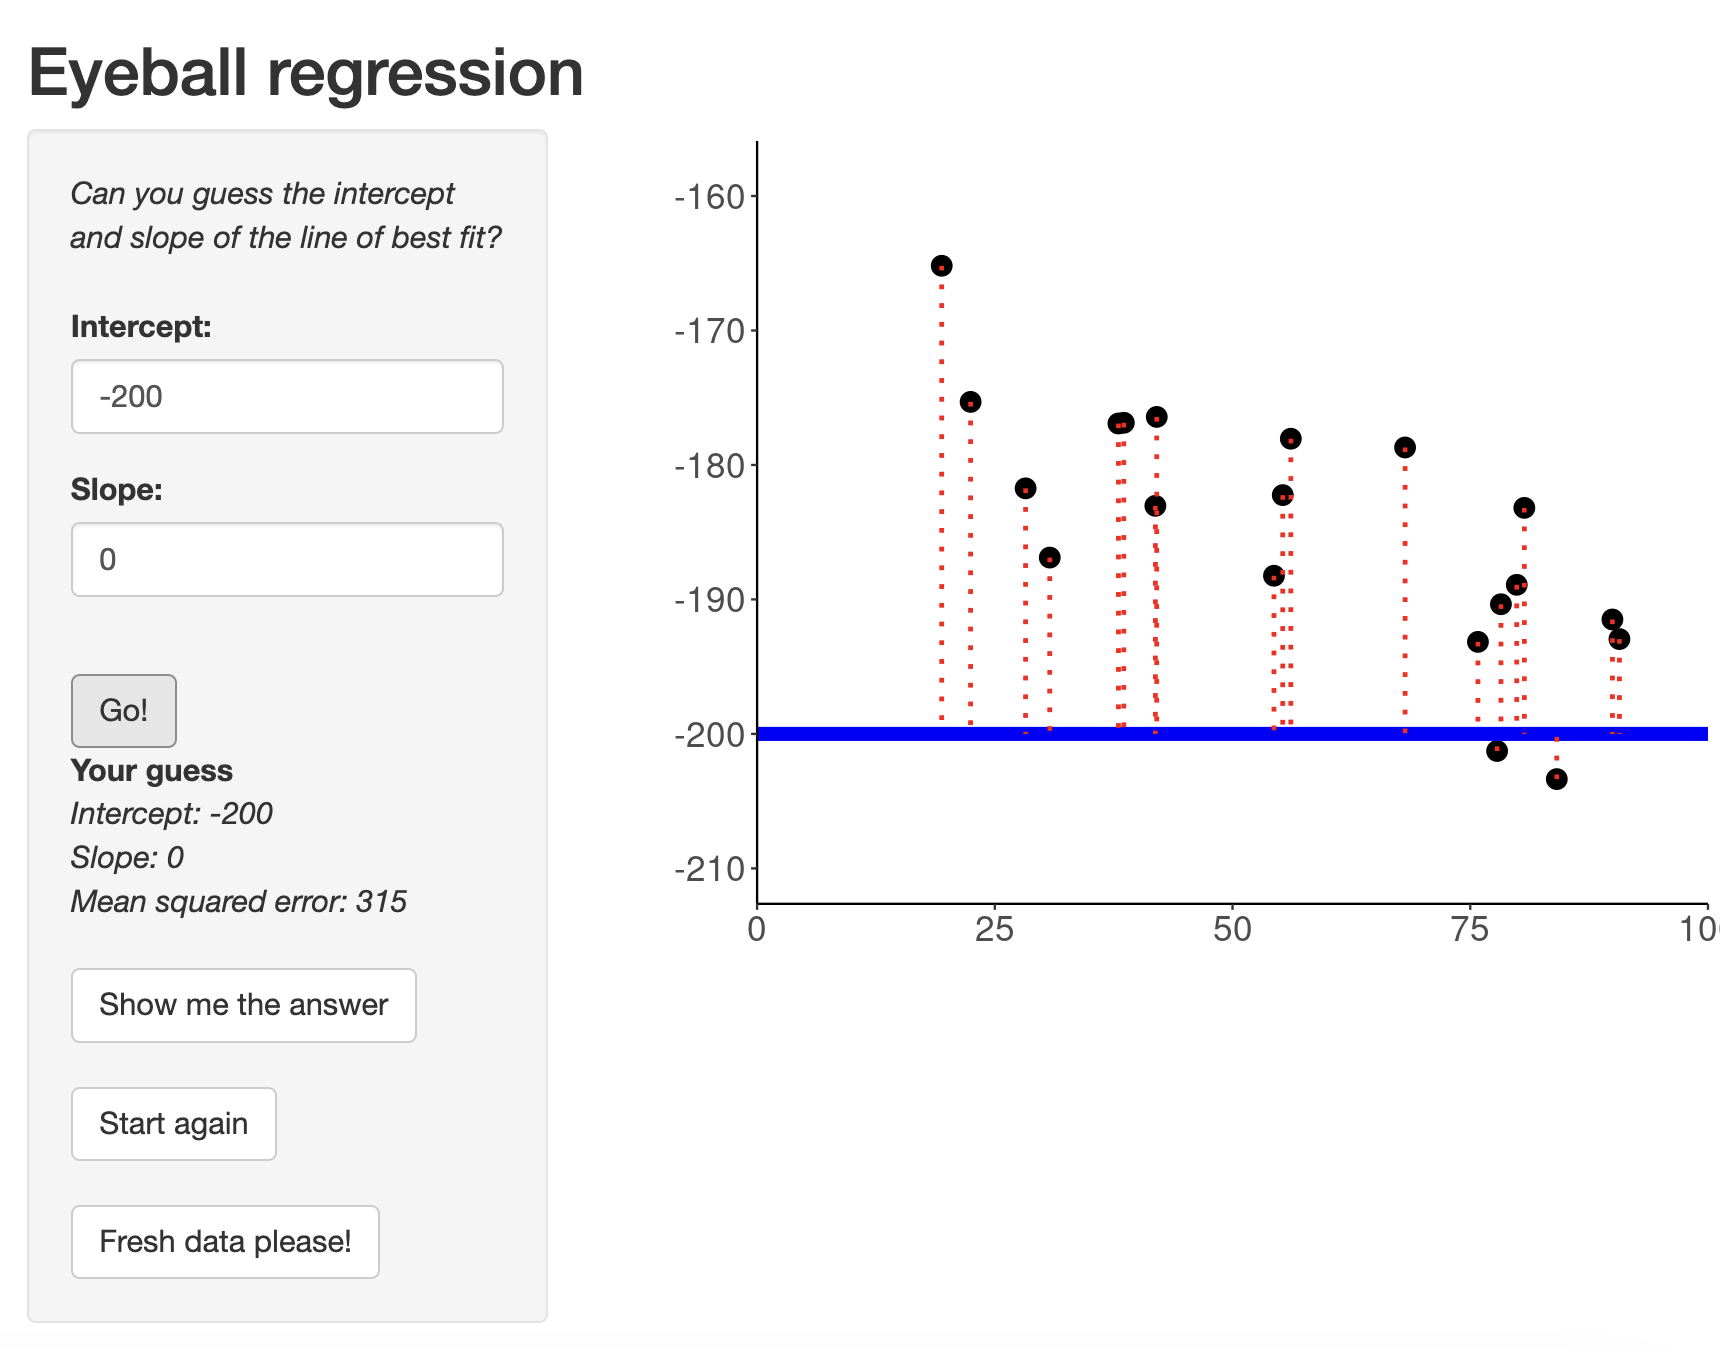 Eyeball regression
Can you guess the intercept
and slope of the line of best fit?
Intercept:
-200
Slope:
0
Go!
Your guess
Intercept: -200
Slope: 0
Mean squared error: 315
Show me the answer
Start again
Fresh data please!
-160
-170
-180
-190
-200
-210
0 25 50 75 10